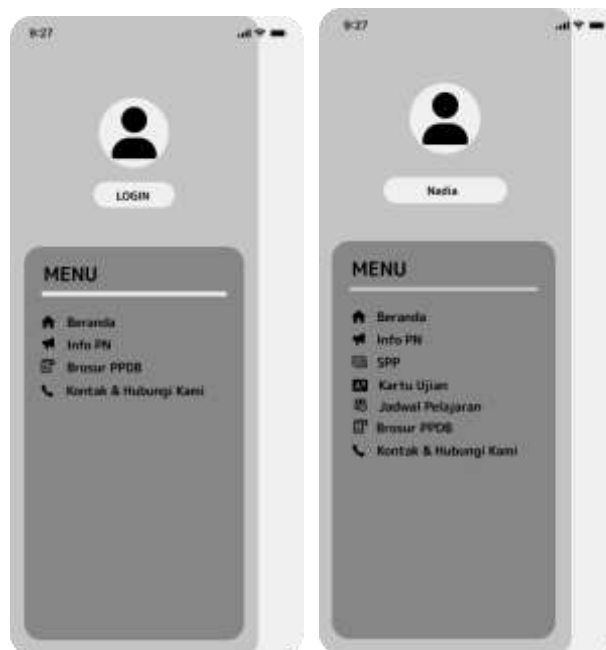 9:27
LOGIN
MENU
Beranda
Info PN
Brosur PPDB
Kontak & Hubungi Kami
9:27
Nadia
MENU
Beranda
Info PN
SPP
Kartu Ujian
Jadwal Pelajaran
Brosur PPDB
Kontak & Hubungi Kami